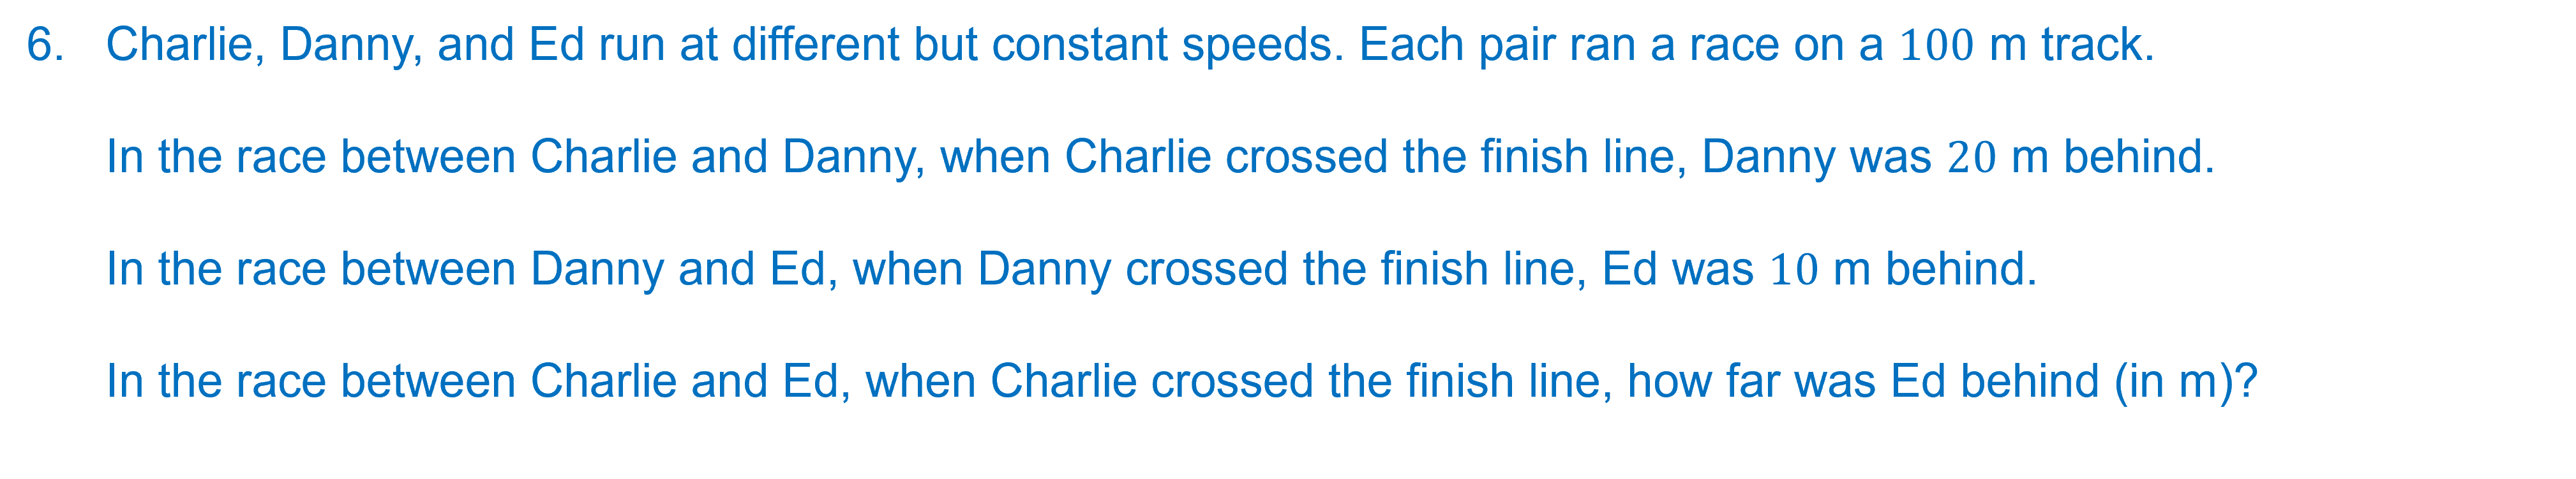 6. Charlie, Danny, and Ed run at different but constant speeds. Each pair ran a race on a 100 m track.
In the race between Charlie and Danny, when Charlie crossed the finish line, Danny was 20 m behind.
In the race between Danny and Ed, when Danny crossed the finish line, Ed was 10 m behind.
In the race between Charlie and Ed, when Charlie crossed the finish line, how far was Ed behind (in m)?